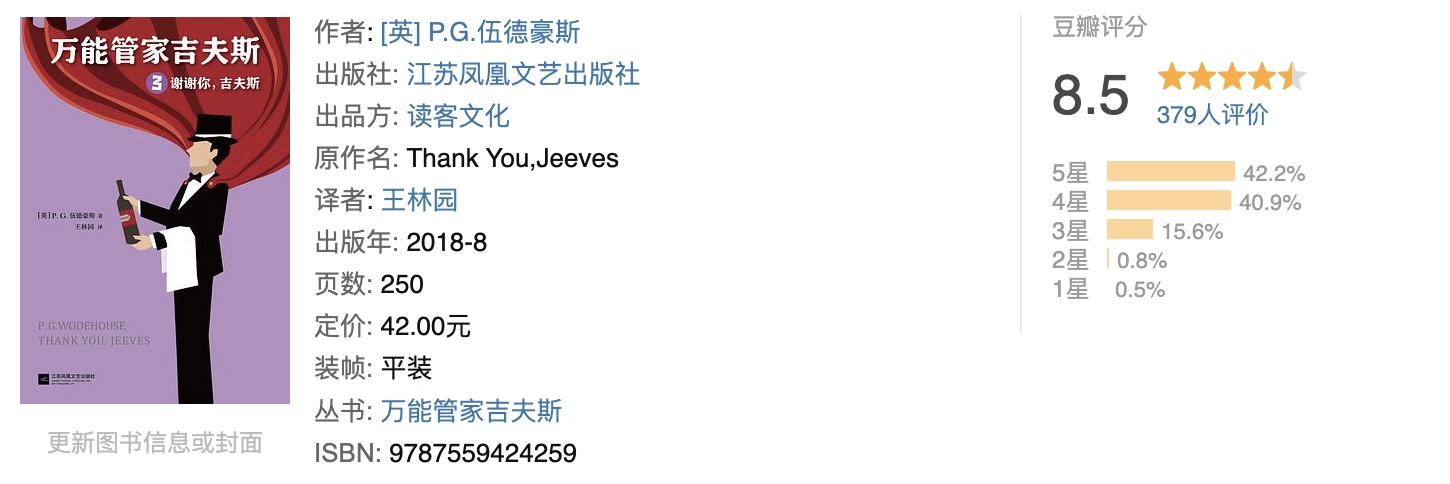 万能管家吉夫斯
3 谢谢你，吉夫斯
[英] P. G. 伍德豪斯 著
王林园 译
P.G.WODEHOUSE
THANK YOU, JEEVES
江苏凤凰文艺出版社
更新图书信息或封面
作者: [英] P.G.伍德豪斯
出版社: 江苏凤凰文艺出版社
出品方: 读客文化
原作名: Thank You,Jeeves
译者: 王林园
出版年: 2018-8
页数: 250
定价: 42.00元
装帧: 平装
丛书: 万能管家吉夫斯
ISBN: 9787559424259
豆瓣评分
8.5
379人评价
5星 42.2%
4星 40.9%
3星 15.6%
2星 0.8%
1星 0.5%